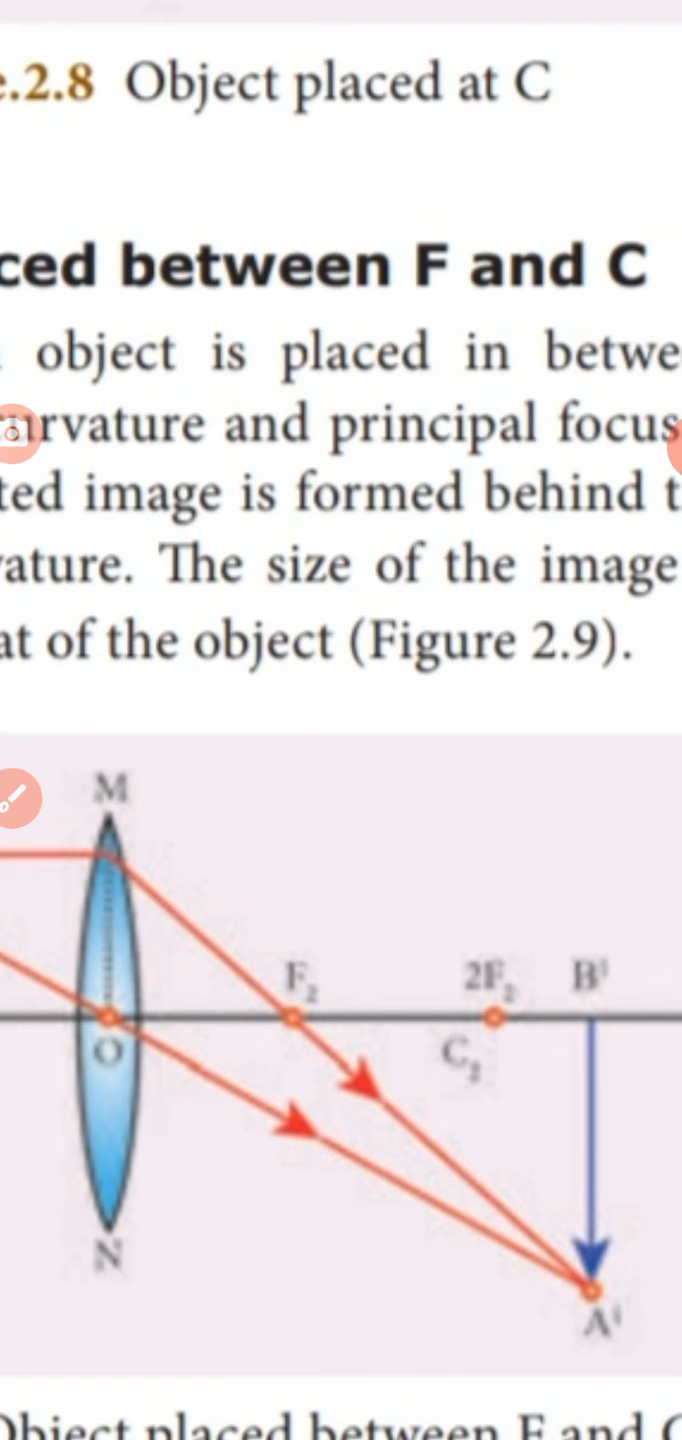 e.2.8 Object placed at C
ced between F and C
object is placed in betwe
urvature and principal focus
ted image is formed behind t
ature. The size of the image
at of the object (Figure 2.9).
M
F₂ 2F₂ B'
O C₂
N
A'
Object placed between F and C